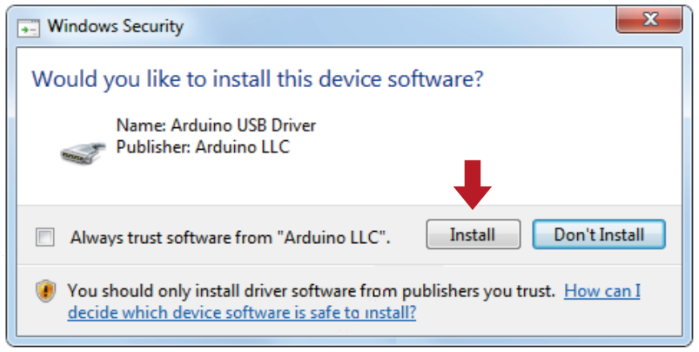 Windows Security
Would you like to install this device software?
Name: Arduino USB Driver
Publisher: Arduino LLC
Always trust software from "Arduino LLC".
Install
Don't Install
You should only install driver software from publishers you trust. How can I
decide which device software is safe to install?